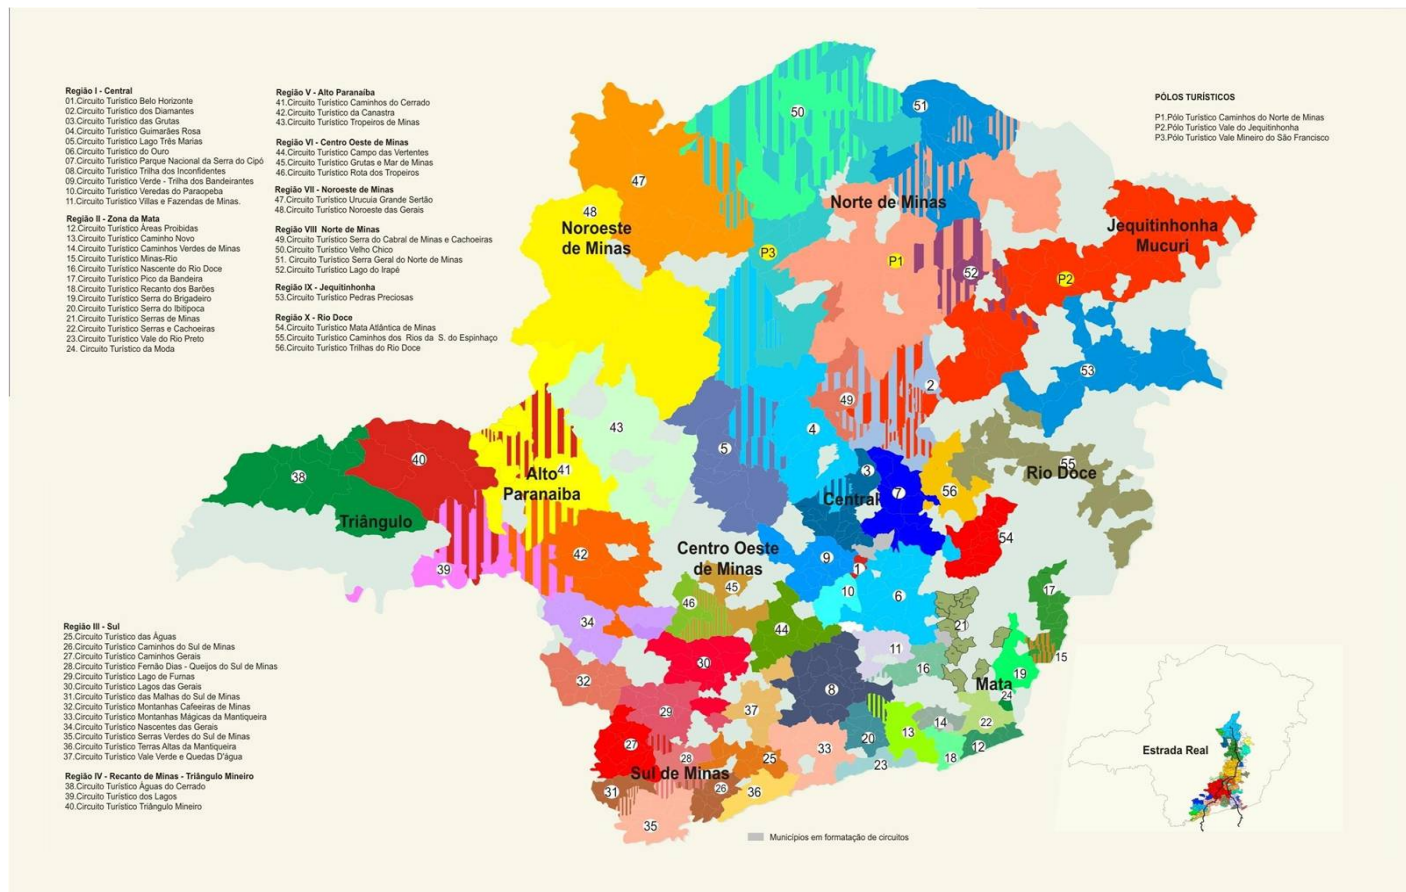 Região I - Central
01.Circuito Turístico Belo Horizonte
02.Circuito Turístico dos Diamantes
03.Circuito Turístico das Grutas
04.Circuito Turístico Guimarães Rosa
05.Circuito Turístico Lago Três Marias
06.Circuito Turístico do Ouro
07.Circuito Turístico Parque Nacional da Serra do Cipó
08.Circuito Turístico Trilha dos Inconfidentes
09.Circuito Turístico Verde - Trilha dos Bandeirantes
10.Circuito Turístico Veredas do Paraopeba
11.Circuito Turístico Villas e Fazendas de Minas.
Região II - Zona da Mata
12.Circuito Turístico Áreas Proibidas
13.Circuito Turístico Caminho Novo
14.Circuito Turístico Caminhos Verdes de Minas
15.Circuito Turístico Minas-Rio
16.Circuito Turístico Nascente do Rio Doce
17.Circuito Turístico Pico da Bandeira
18.Circuito Turístico Recanto dos Barões
19.Circuito Turístico Serra do Brigadeiro
20.Circuito Turístico Serra do Ibitipoca
21.Circuito Turístico Serras de Minas
22.Circuito Turístico Serras e Cachoeiras
23.Circuito Turístico Vale do Rio Preto
24. Circuito Turístico da Moda
Região V - Alto Paranaíba
41.Circuito Turístico Caminhos do Cerrado
42.Circuito Turístico da Canastra
43.Circuito Turístico Tropeiros de Minas
Região VI - Centro Oeste de Minas
44.Circuito Turístico Campo das Vertentes
45.Circuito Turístico Grutas e Mar de Minas
46.Circuito Turístico Rota dos Tropeiros
Região VII - Noroeste de Minas
47.Circuito Turístico Urucuia Grande Sertão
48.Circuito Turístico Noroeste das Gerais
Região VIII Norte de Minas
49.Circuito Turístico Serra do Cabral de Minas e Cachoeiras
50.Circuito Turístico Velho Chico
51. Circuito Turístico Serra Geral do Norte de Minas
52.Circuito Turístico Lago do Irapé
Região IX - Jequitinhonha
53.Circuito Turístico Pedras Preciosas
Região X - Rio Doce
54.Circuito Turístico Mata Atlântica de Minas
55.Circuito Turístico Caminhos dos Rios da S. do Espinhaço
56.Circuito Turístico Trilhas do Rio Doce
PÓLOS TURÍSTICOS
P1.Pólo Turístico Caminhos do Norte de Minas
P2.Pólo Turístico Vale do Jequitinhonha
P3.Pólo Turístico Vale Mineiro do São Francisco
50
51
47
48
Noroeste
de Minas
Norte de Minas
Jequitinhonha
Mucuri
P3
P1
52
P2
53
2
49
43
4
5
40
38
Alto
41
Paranaiba
3
Central
7
56
55
Rio Doce
Triângulo
54
Centro Oeste
de Minas
42
39
9
1
45
46
10
6
17
34
44
21
11
15
30
16
19
32
8
Mata
24
29
37
14
22
20
13
27
33
12
28
25
23
18
Sul de Minas
31
26
36
35
Região III - Sul
25.Circuito Turístico das Águas
26.Circuito Turístico Caminhos do Sul de Minas
27.Circuito Turístico Caminhos Gerais
28.Circuito Turístico Fernão Dias - Queijos do Sul de Minas
29.Circuito Turístico Lago de Furnas
30.Circuito Turístico Lagos das Gerais
31.Circuito Turístico das Malhas do Sul de Minas
32.Circuito Turístico Montanhas Cafeeiras de Minas
33.Circuito Turístico Montanhas Mágicas da Mantiqueira
34.Circuito Turístico Nascentes das Gerais
35.Circuito Turístico Serras Verdes do Sul de Minas
36.Circuito Turístico Terras Altas da Mantiqueira
37.Circuito Turístico Vale Verde e Quedas D'água
Região IV - Recanto de Minas - Triângulo Mineiro
38.Circuito Turístico Águas do Cerrado
39.Circuito Turístico dos Lagos
40.Circuito Turístico Triângulo Mineiro
Estrada Real
Municípios em formatação de circuitos